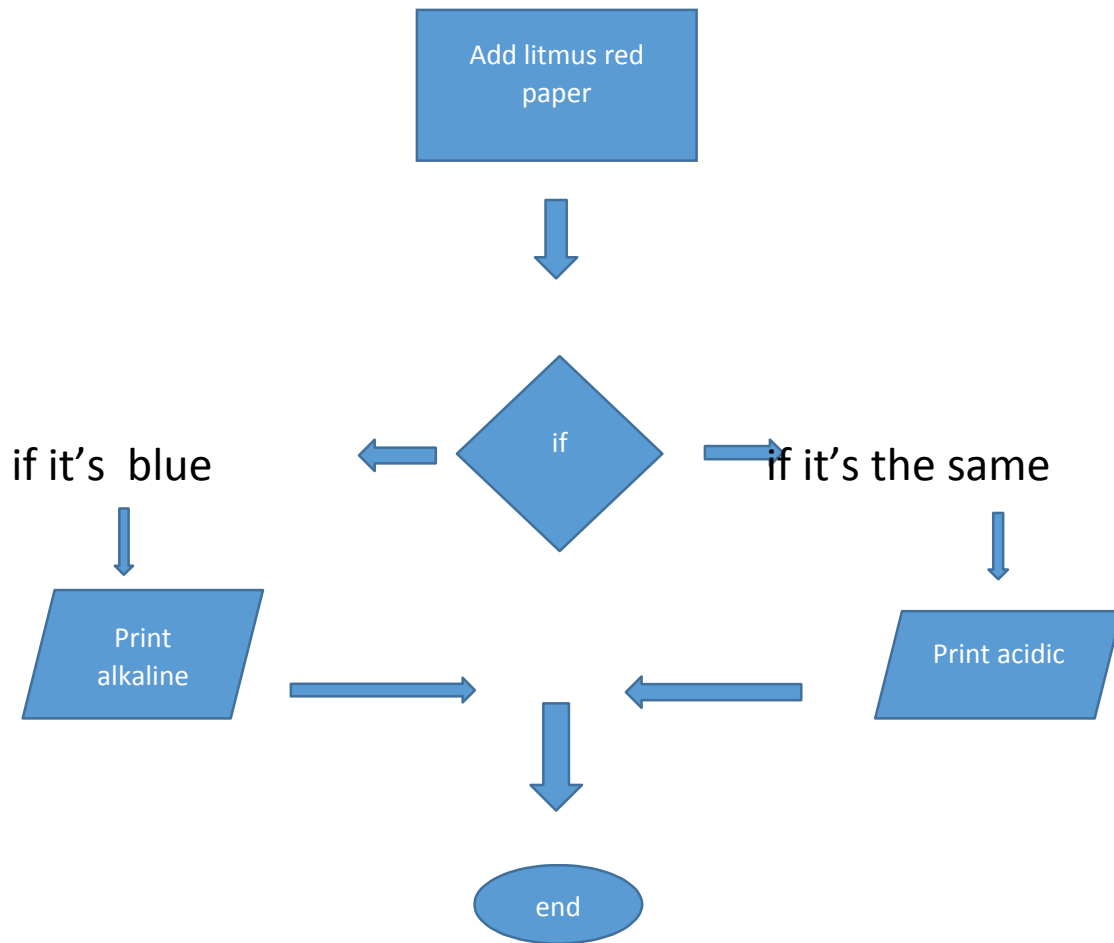 Add litmus red
paper
if
if it’s  blue
if it’s the same
Print
alkaline
Print acidic
end